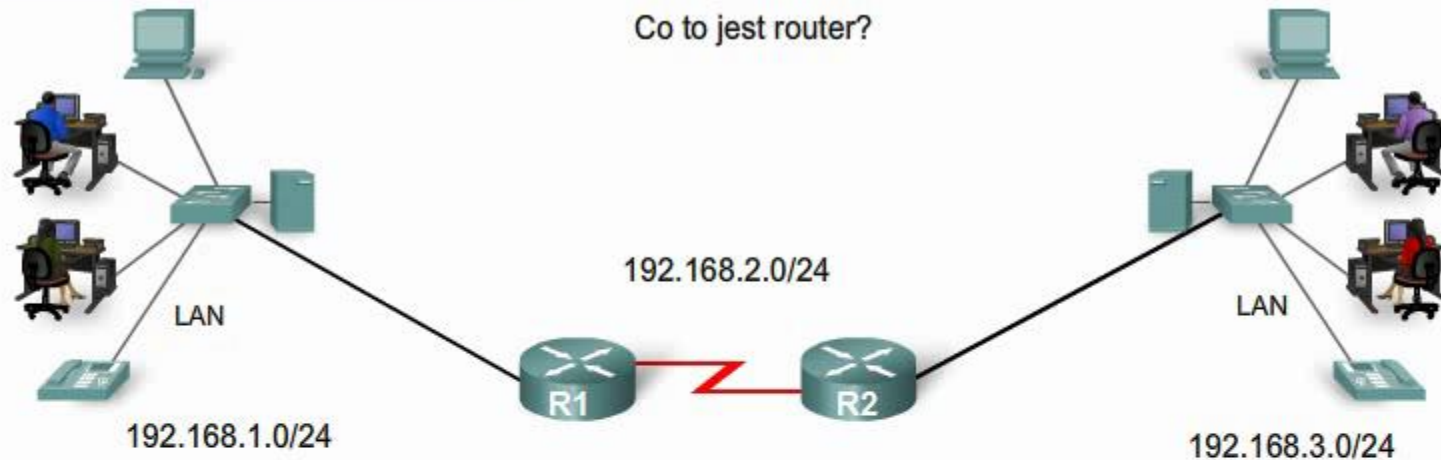 Co to jest router?
192.168.2.0/24
LAN
LAN
R1
R2
192.168.1.0/24
192.168.3.0/24